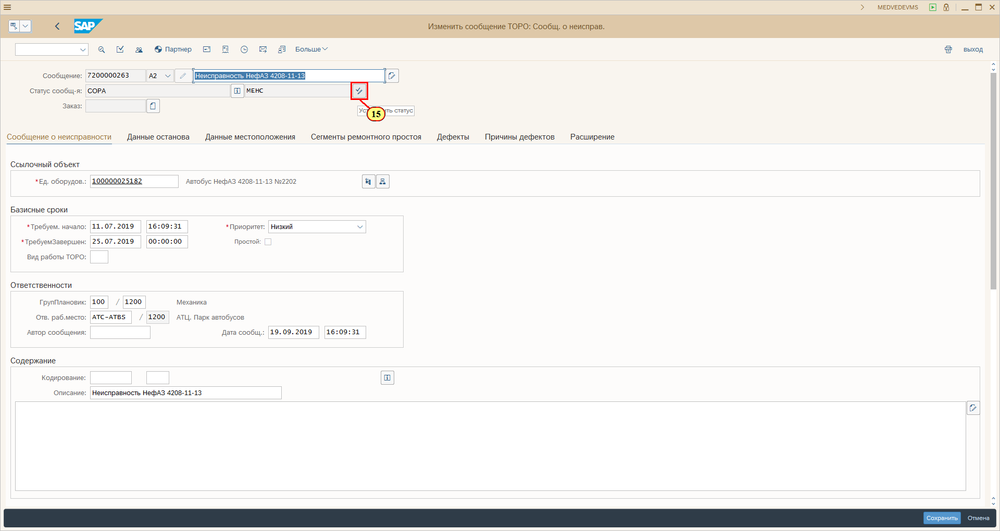 MEDVEDEVMS
SAP
Изменить сообщение ТОРО: Сообщ. о неисправ.
Партнер
Больше
выход
Сообщение: 7200000263 A2 Неисправность НефАЗ 4208-11-13
Статус сообщ-я: СОРА МЕНС
Заказ:
15
статус
Сообщение о неисправности Данные останова Данные местоположения Сегменты ремонтного простоя Дефекты Причины дефектов Расширение
Ссылочный объект
*Ед. оборудов.: 100000025182 Автобус НефАЗ 4208-11-13 №2202
Базисные сроки
*Требуем. начало: 11.07.2019 16:09:31 *Приоритет: Низкий
*ТребуемЗавершен: 25.07.2019 00:00:00 Простой:
Вид работы ТОРО:
Ответственности
ГрупПлановик: 100 / 1200 Механика
Отв. раб.место: ATC-ATBS / 1200 АТЦ. Парк автобусов
Автор сообщения: Дата сообщ.: 19.09.2019 16:09:31
Содержание
Кодирование:
Описание: Неисправность НефАЗ 4208-11-13
Сохранить Отмена